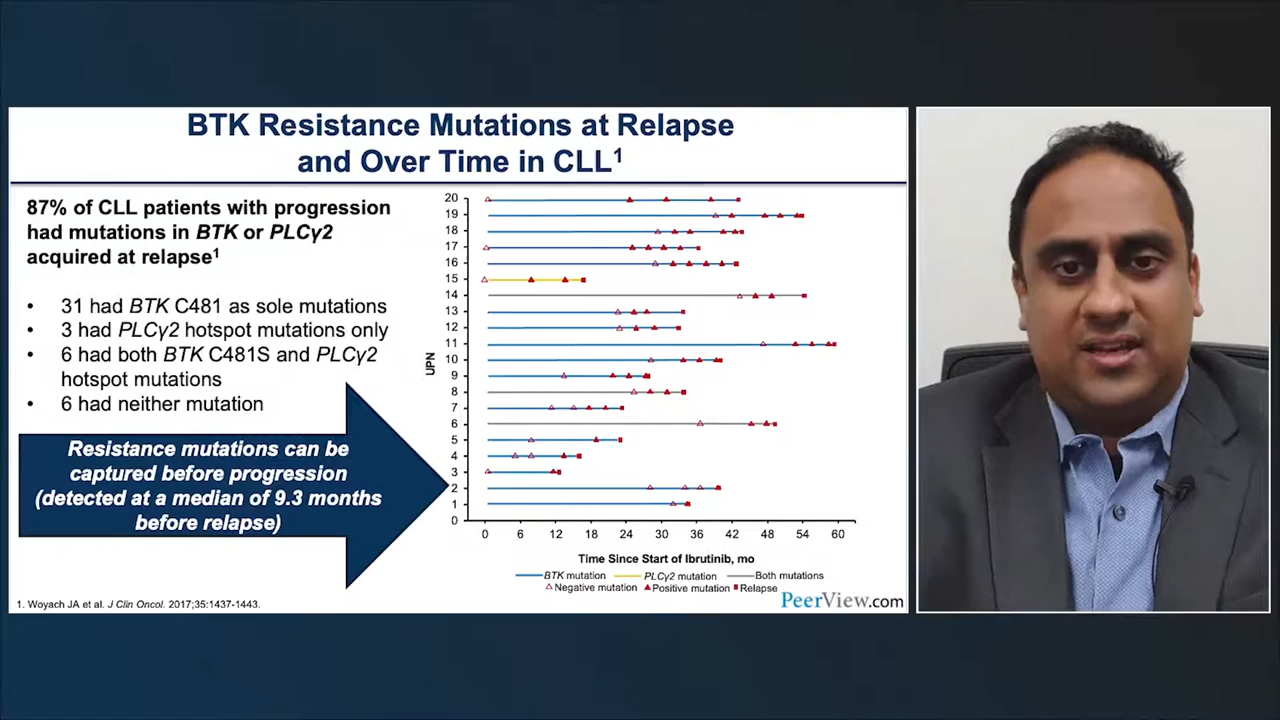 BTK Resistance Mutations at Relapse
and Over Time in CLL1
87% of CLL patients with progression
had mutations in BTK or PLCγ2
acquired at relapse1
• 31 had BTK C481 as sole mutations
• 3 had PLCγ2 hotspot mutations only
• 6 had both BTK C481S and PLCγ2
hotspot mutations
• 6 had neither mutation
Resistance mutations can be
captured before progression
(detected at a median of 9.3 months
before relapse)
UPN
20
19
18
17
16
15
14
13
12
11
10
9
8
7
6
5
4
3
2
1
0
0 6 12 18 24 30 36 42 48 54 60
Time Since Start of Ibrutinib, mo
BTK mutation PLCγ2 mutation Both mutations
Negative mutation Positive mutation Relapse
1. Woyach JA et al. J Clin Oncol. 2017;35:1437-1443.
PeerView.com